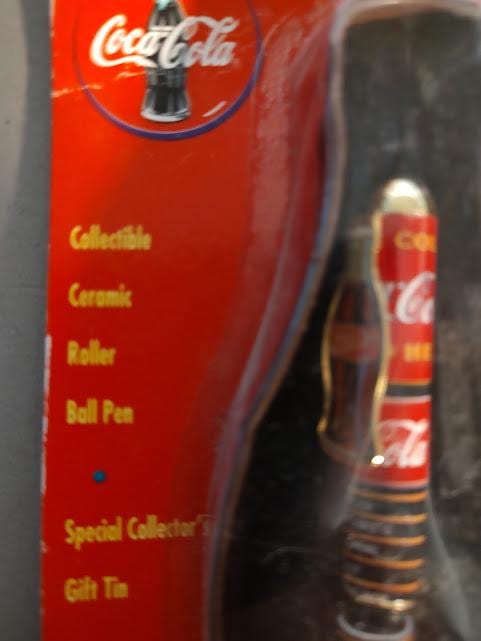 Coca-Cola
Collectible
Ceramic
Roller
Ball Pen
Special Collector's
Gift Tin